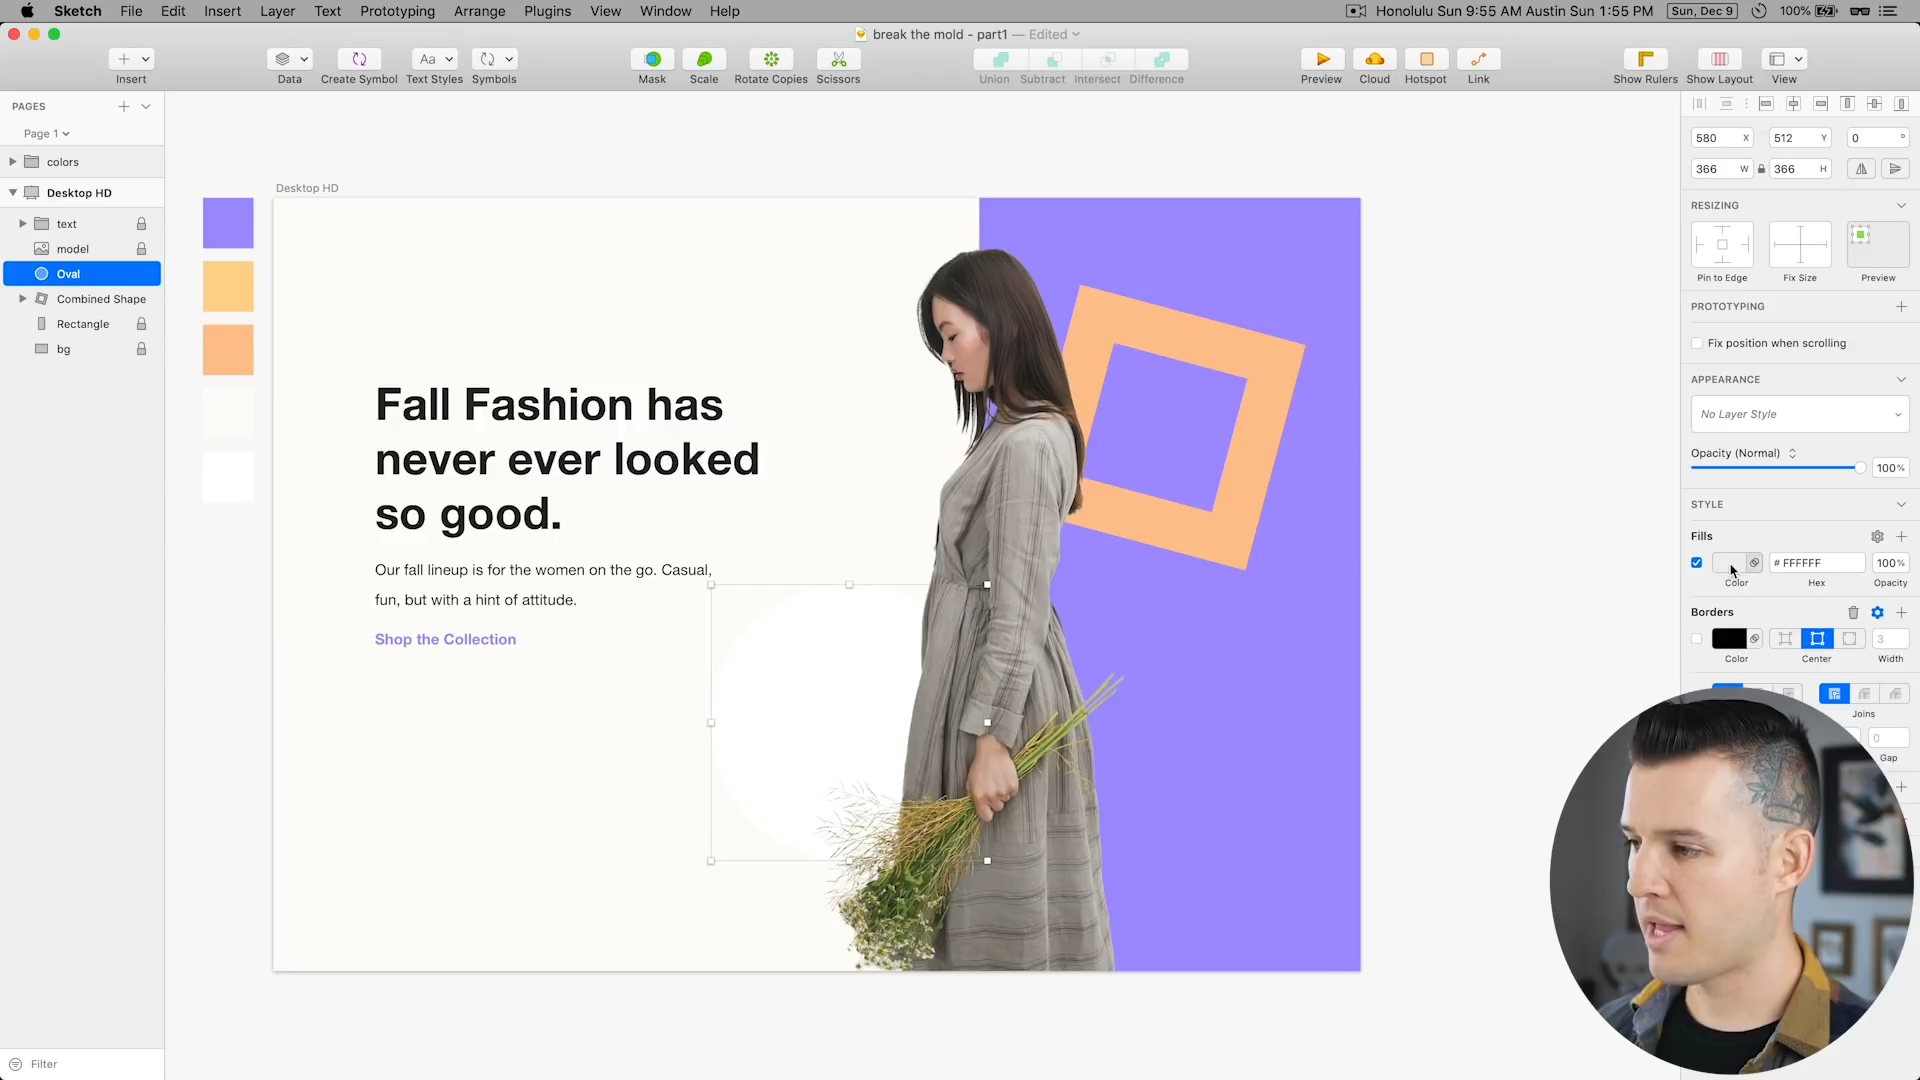 Sketch File Edit Insert Layer Text Prototyping Arrange Plugins View Window Help
Honolulu Sun 9:55 AM Austin Sun 1:55 PM Sun, Dec 9 100%
break the mold - part1 — Edited
Insert Data Create Symbol Text Styles Symbols Mask Scale Rotate Copies Scissors Union Subtract Intersect Difference Preview Cloud Hotspot Link Show Rulers Show Layout View
Aa
PAGES
Page 1
colors
Desktop HD
text
model
Oval
Combined Shape
Rectangle
bg
Filter
Desktop HD
Fall Fashion has
never ever looked
so good.
Our fall lineup is for the women on the go. Casual,
fun, but with a hint of attitude.
Shop the Collection
580 X 512 Y 0 °
366 W 366 H
RESIZING
Pin to Edge Fix Size Preview
PROTOTYPING
Fix position when scrolling
APPEARANCE
No Layer Style
Opacity (Normal)
100%
STYLE
Fills
# FFFFFF 100%
Color Hex Opacity
Borders
3
Color Center Width
Joins
0
Gap